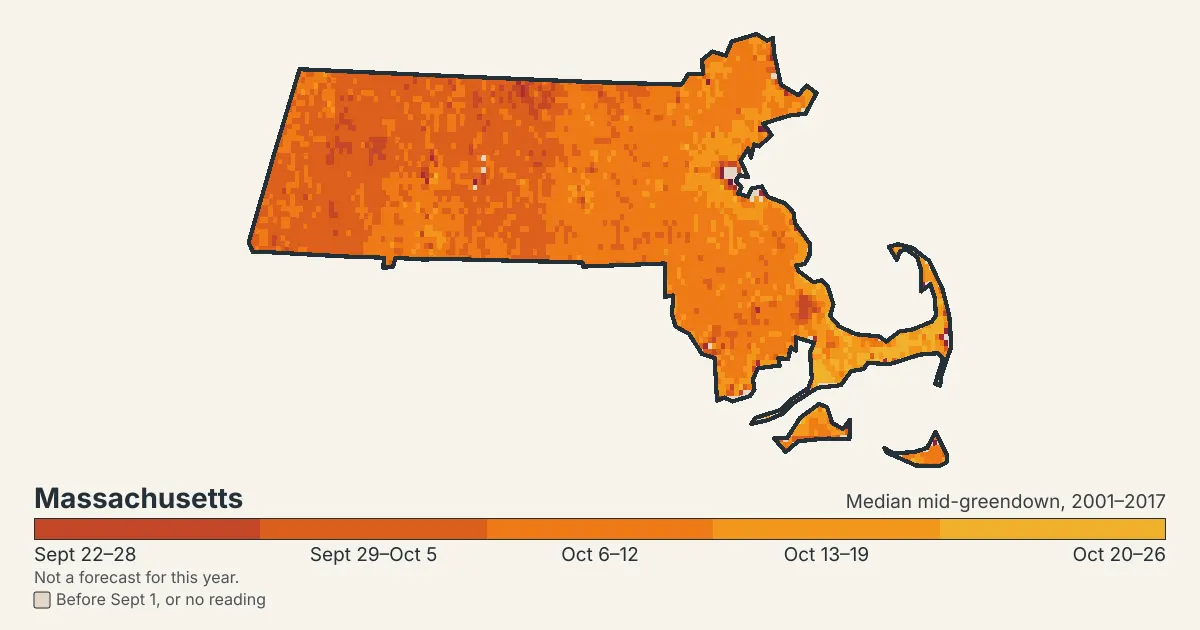 Massachusetts
Median mid-greendown, 2001–2017
Sept 22–28
Sept 29–Oct 5
Oct 6–12
Oct 13–19
Oct 20–26
Not a forecast for this year.
Before Sept 1, or no reading